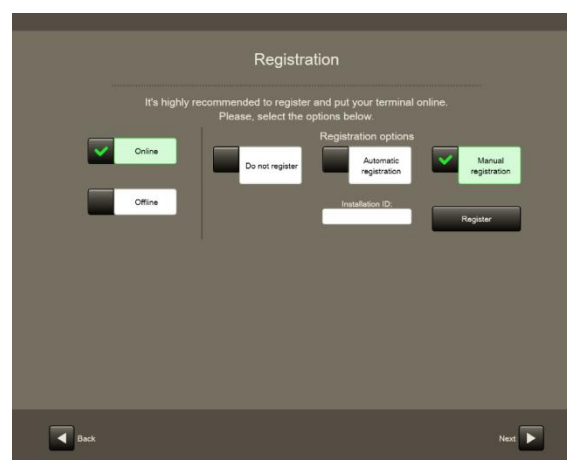 Registration
It's highly recommended to register and put your terminal online.
Please, select the options below.
Registration options
Online
Do not register
Automatic
registration
Manual
registration
Offline
Installation ID:
Register
Back
Next